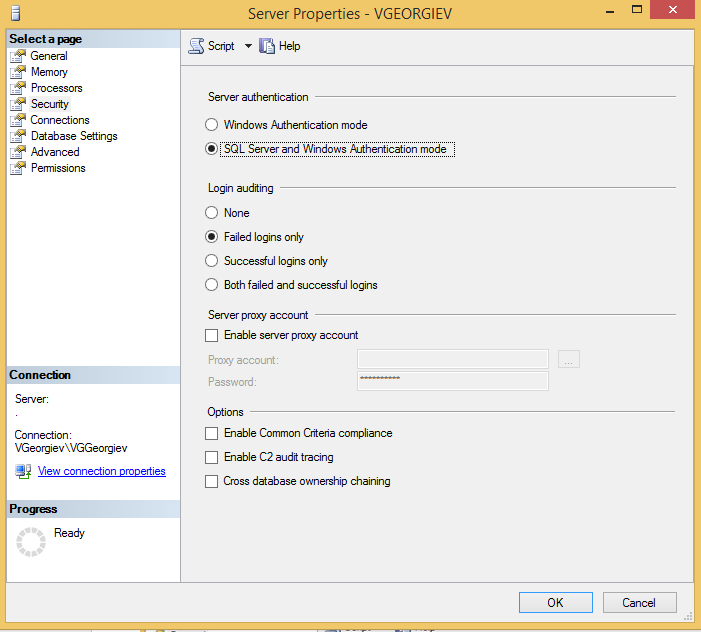 Server Properties - VGEORGIEV
Select a page
General
Memory
Processors
Security
Connections
Database Settings
Advanced
Permissions
Script
Help
Server authentication
Windows Authentication mode
SQL Server and Windows Authentication mode
Login auditing
None
Failed logins only
Successful logins only
Both failed and successful logins
Server proxy account
Enable server proxy account
Proxy account:
...
Password:
**********
Options
Enable Common Criteria compliance
Enable C2 audit tracing
Cross database ownership chaining
Connection
Server:
.
Connection:
VGeorgiev\VGGeorgiev
View connection properties
Progress
Ready
OK
Cancel